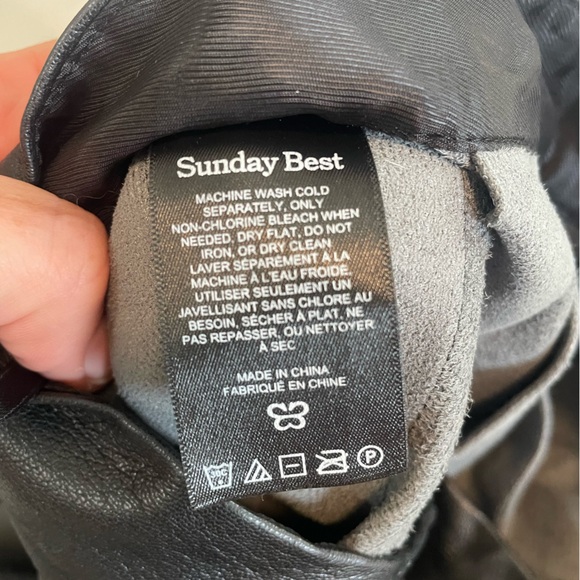 Sunday Best
MACHINE WASH COLD
SEPARATELY, ONLY
NON-CHLORINE BLEACH WHEN
NEEDED, DRY FLAT, DO NOT
IRON, OR DRY CLEAN
LAVER SÉPARÉMENT À LA
MACHINE À L'EAU FROIDE.
UTILISER SEULEMENT UN
JAVELLISANT SANS CHLORE AU
BESOIN, SÉCHER À PLAT, NE
PAS REPASSER, OU NETTOYER
À SEC
MADE IN CHINA
FABRIQUÉ EN CHINE
P